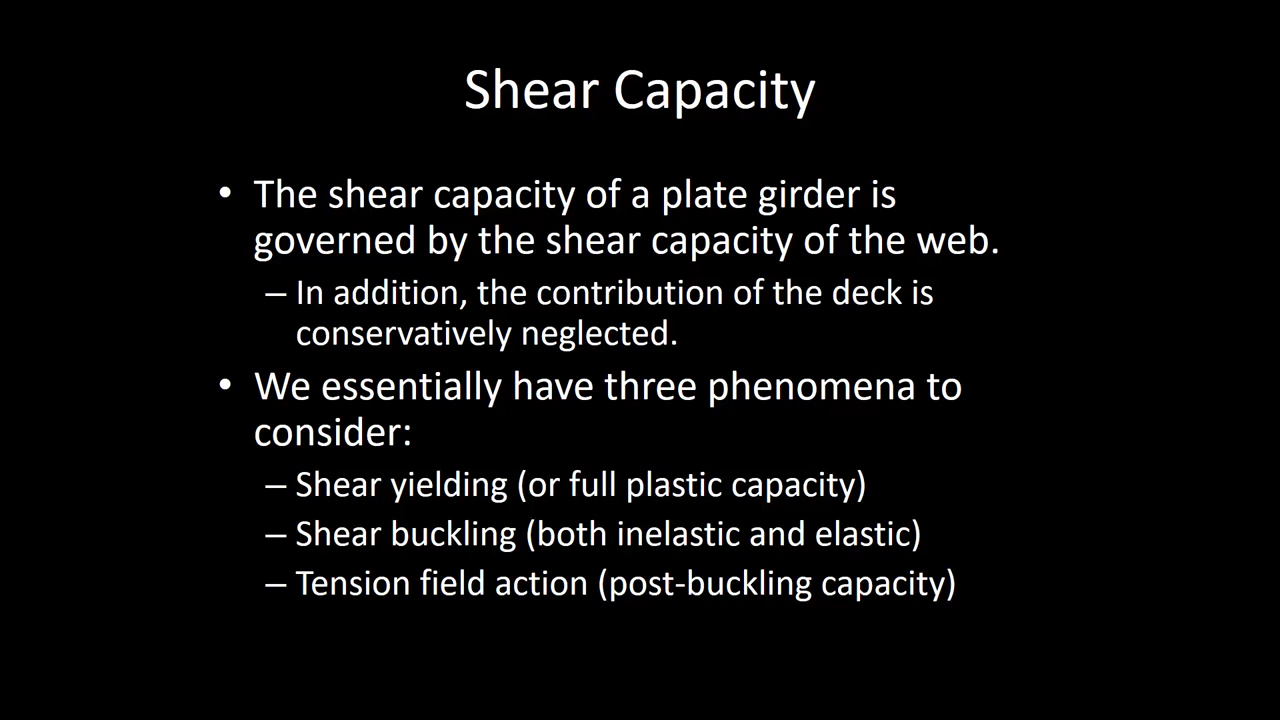 Shear Capacity
• The shear capacity of a plate girder is
governed by the shear capacity of the web.
– In addition, the contribution of the deck is
conservatively neglected.
• We essentially have three phenomena to
consider:
– Shear yielding (or full plastic capacity)
– Shear buckling (both inelastic and elastic)
– Tension field action (post-buckling capacity)